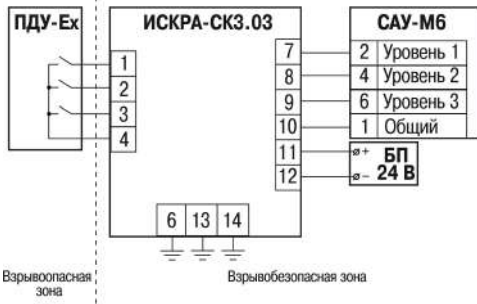 ПДУ-Ex
ИСКРА-СКЗ.03
САУ-М6
1
2
3
4
7
8
9
10
11
12
2 Уровень 1
4 Уровень 2
6 Уровень 3
1 Общий
+ БП
– 24 В
6 13 14
Взрывоопасная
зона
Взрывобезопасная зона